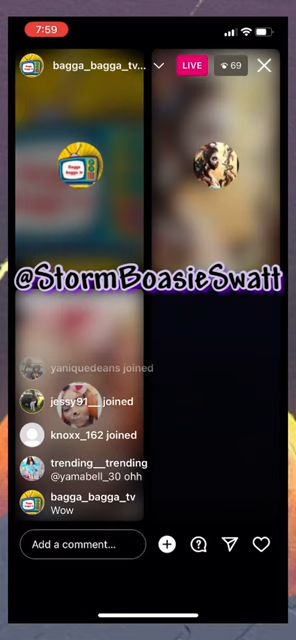 7:59
bagga_bagga_tv...
LIVE
69
@StormBoasieSwatt
yaniquedeans joined
jessy91__ joined
knoxx_162 joined
trending__trending
@yamabell_30 ohh
bagga_bagga_tv
Wow
Add a comment...